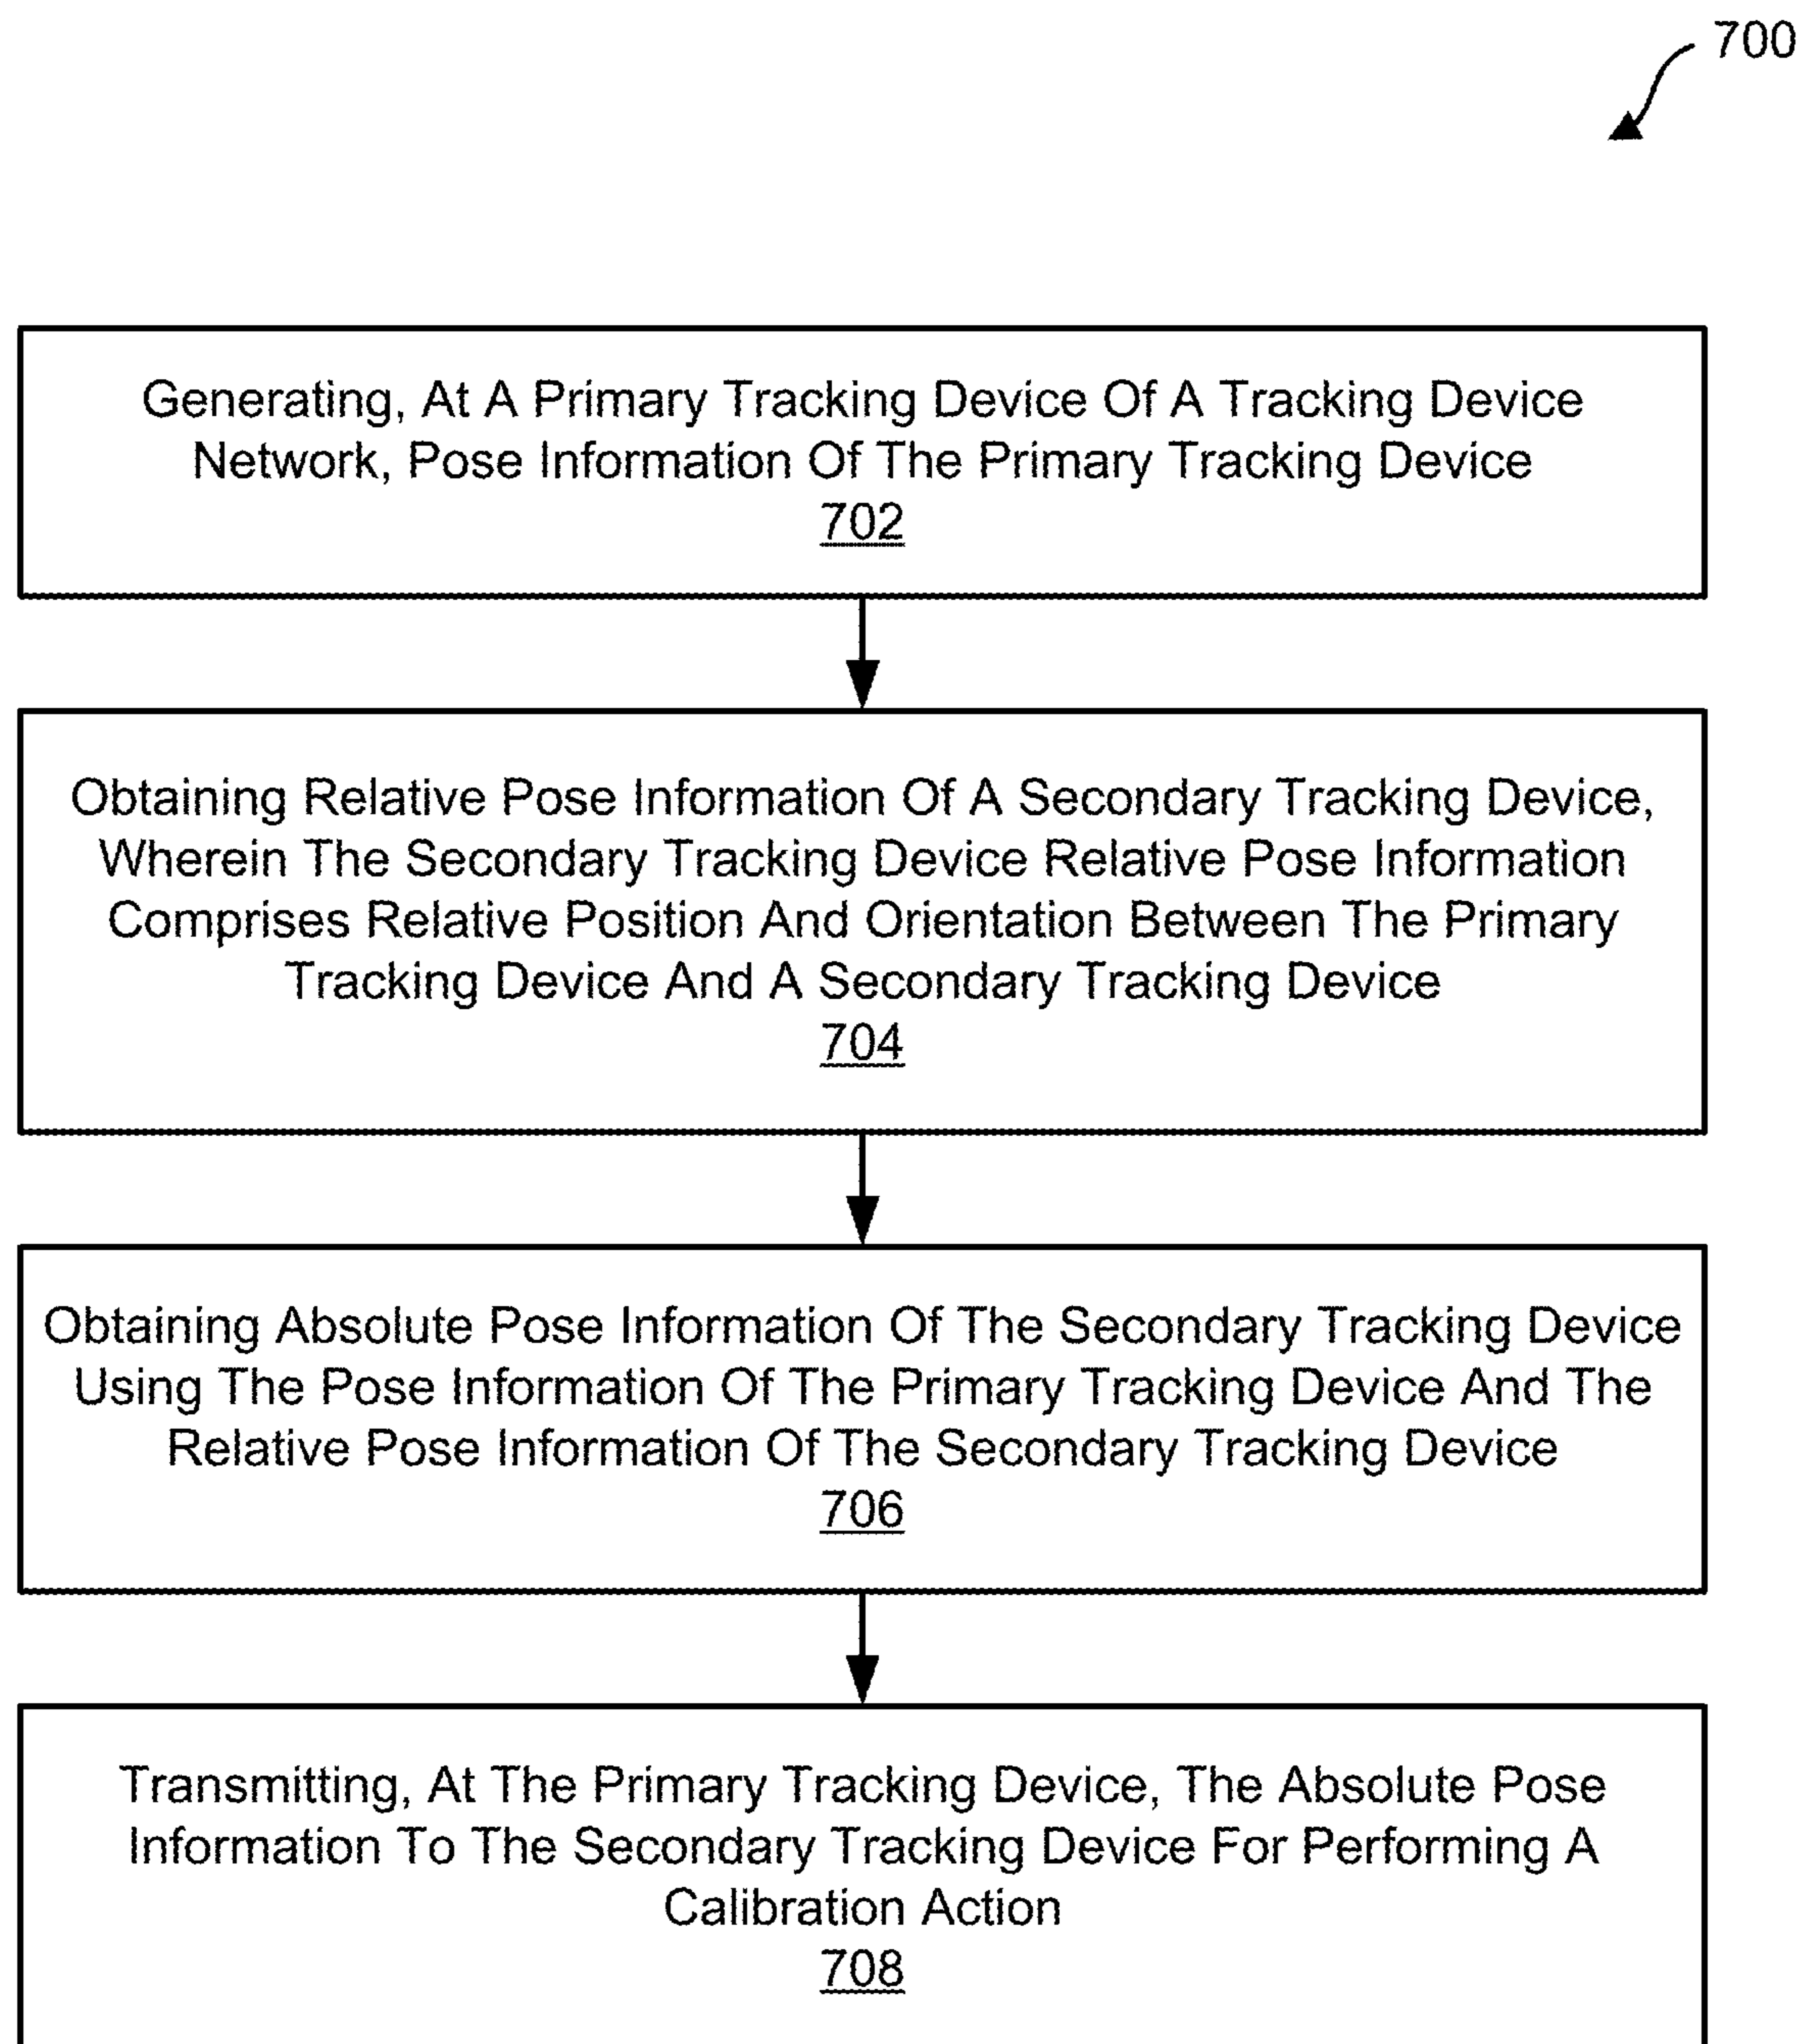 700
Generating, At A Primary Tracking Device Of A Tracking Device
Network, Pose Information Of The Primary Tracking Device
702
Obtaining Relative Pose Information Of A Secondary Tracking Device,
Wherein The Secondary Tracking Device Relative Pose Information
Comprises Relative Position And Orientation Between The Primary
Tracking Device And A Secondary Tracking Device
704
Obtaining Absolute Pose Information Of The Secondary Tracking Device
Using The Pose Information Of The Primary Tracking Device And The
Relative Pose Information Of The Secondary Tracking Device
706
Transmitting, At The Primary Tracking Device, The Absolute Pose
Information To The Secondary Tracking Device For Performing A
Calibration Action
708